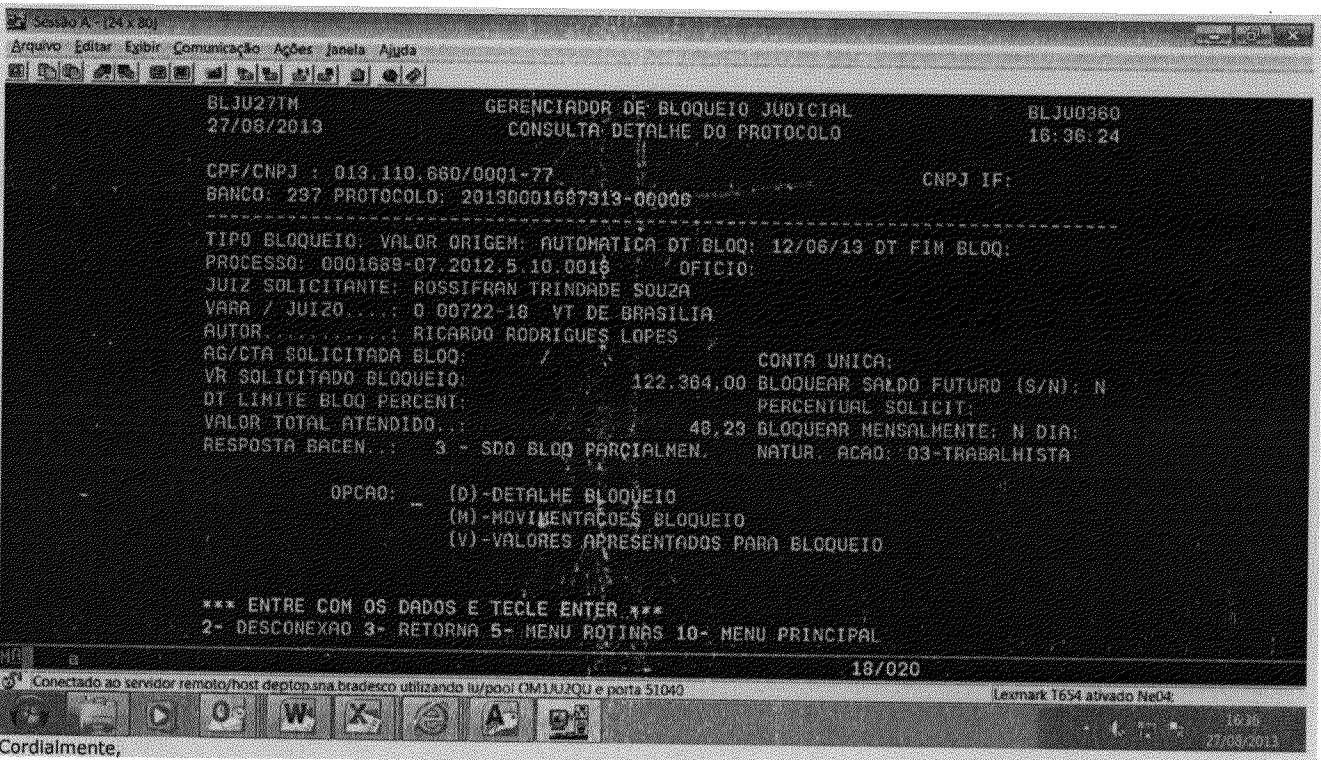 Sessão A - [24 x 80]
Arquivo Editar Exibir Comunicação Ações Janela Ajuda
BLJU27TM GERENCIADOR DE BLOQUEIO JUDICIAL BLJU0360
27/08/2013 CONSULTA DETALHE DO PROTOCOLO 16:36:24
CPF/CNPJ : 013.110.660/0001-77 CNPJ IF:
BANCO: 237 PROTOCOLO: 20130001687313-00006
TIPO BLOQUEIO: VALOR ORIGEM: AUTOMATICA DT BLOQ: 12/06/13 DT FIM BLOQ:
PROCESSO: 0001689-07.2012.5.10.0018 OFICIO:
JUIZ SOLICITANTE: ROSSIFRAN TRINDADE SOUZA
VARA / JUIZO....: 0 00722-18 VT DE BRASILIA
AUTOR...........: RICARDO RODRIGUES LOPES
AG/CTA SOLICITADA BLOQ: / CONTA UNICA:
VR SOLICITADO BLOQUEIO: 122.364,00 BLOQUEAR SALDO FUTURO (S/N): N
DT LIMITE BLOQ PERCENT: PERCENTUAL SOLICIT:
VALOR TOTAL ATENDIDO..: 48,23 BLOQUEAR MENSALMENTE: N DIA:
RESPOSTA BACEN..: 3 - SDO BLOQ PARCIALMEN. NATUR. ACAO: 03-TRABALHISTA
OPCAO: _ (D)-DETALHE BLOQUEIO
(M)-MOVIMENTACOES BLOQUEIO
(V)-VALORES APRESENTADOS PARA BLOQUEIO
*** ENTRE COM OS DADOS E TECLE ENTER ***
2- DESCONEXAO 3- RETORNA 5- MENU ROTINAS 10- MENU PRINCIPAL
MA a 18/020
Conectado ao servidor remoto/host deptop.sna.bradesco utilizando lu/pool OM1JU2QU e porta 51040 Lexmark 1654 ativado Ne04:
16:36
27/08/2013
Cordialmente,